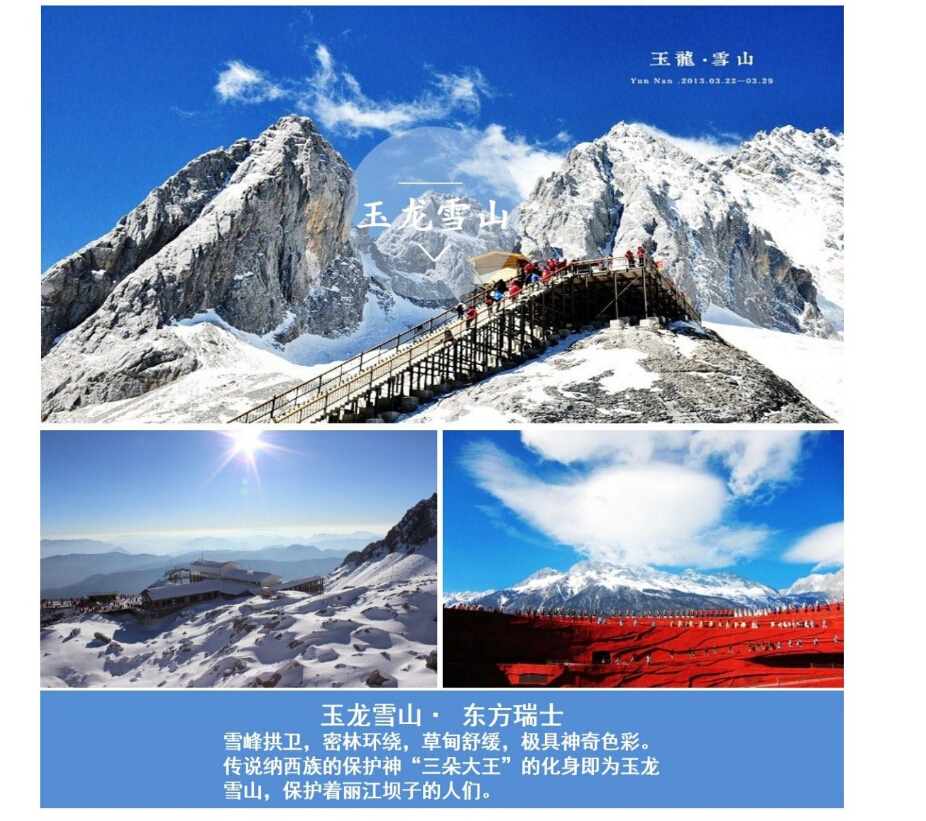 玉龍·雪山
Yun Nan .2013.03.22—03.29
玉龙雪山
玉龙雪山· 东方瑞士
雪峰拱卫，密林环绕，草甸舒缓，极具神奇色彩。
传说纳西族的保护神“三朵大王”的化身即为玉龙
雪山，保护着丽江坝子的人们。